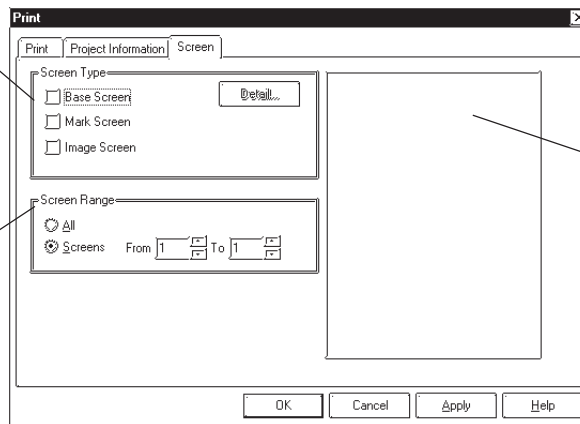 Print
Print Project Information Screen
Screen Type
Base Screen Detail...
Mark Screen
Image Screen
Screen Range
All
Screens From 1 To 1
OK Cancel Apply Help